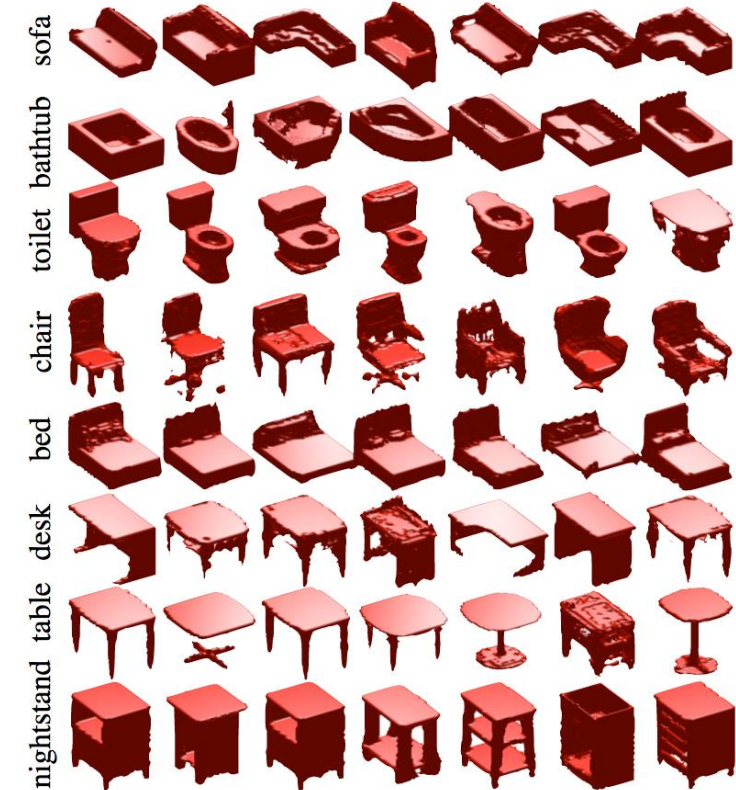 sofa
bathtub
toilet
chair
bed
desk
table
nightstand